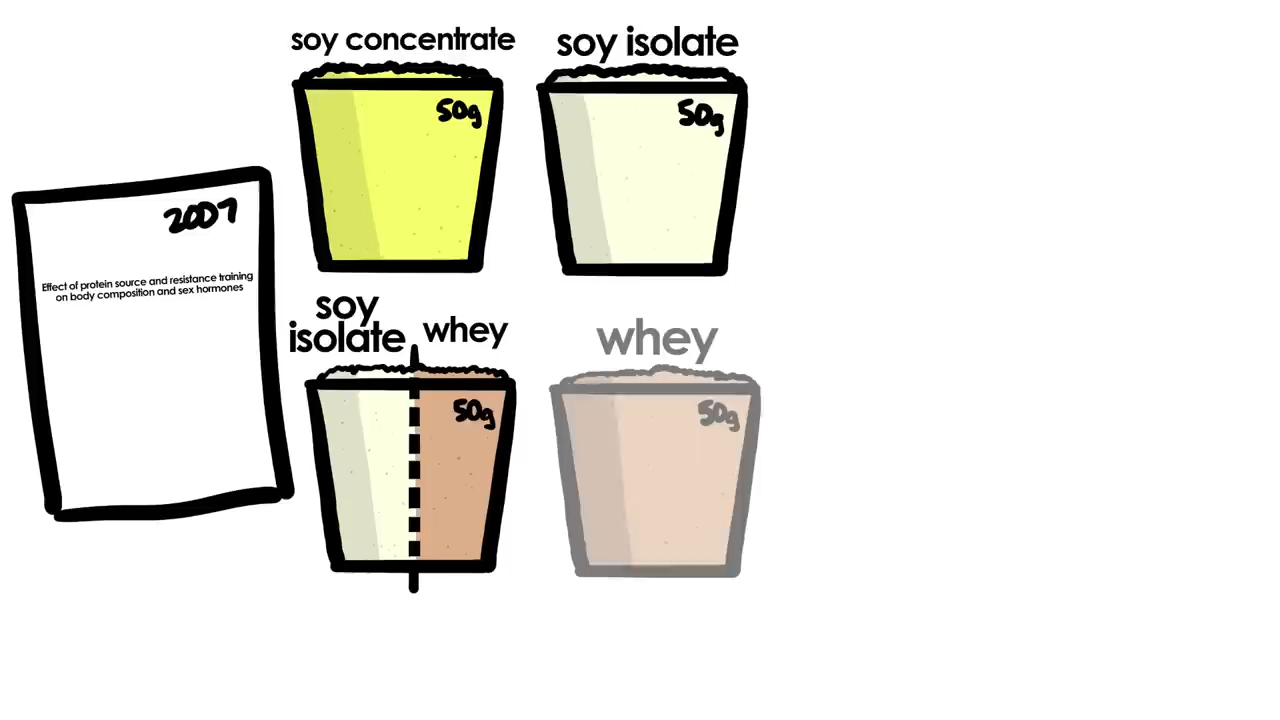 soy concentrate
50g
soy isolate
50g
2007
Effect of protein source and resistance training
on body composition and sex hormones
soy
isolate
whey
50g
whey
50g